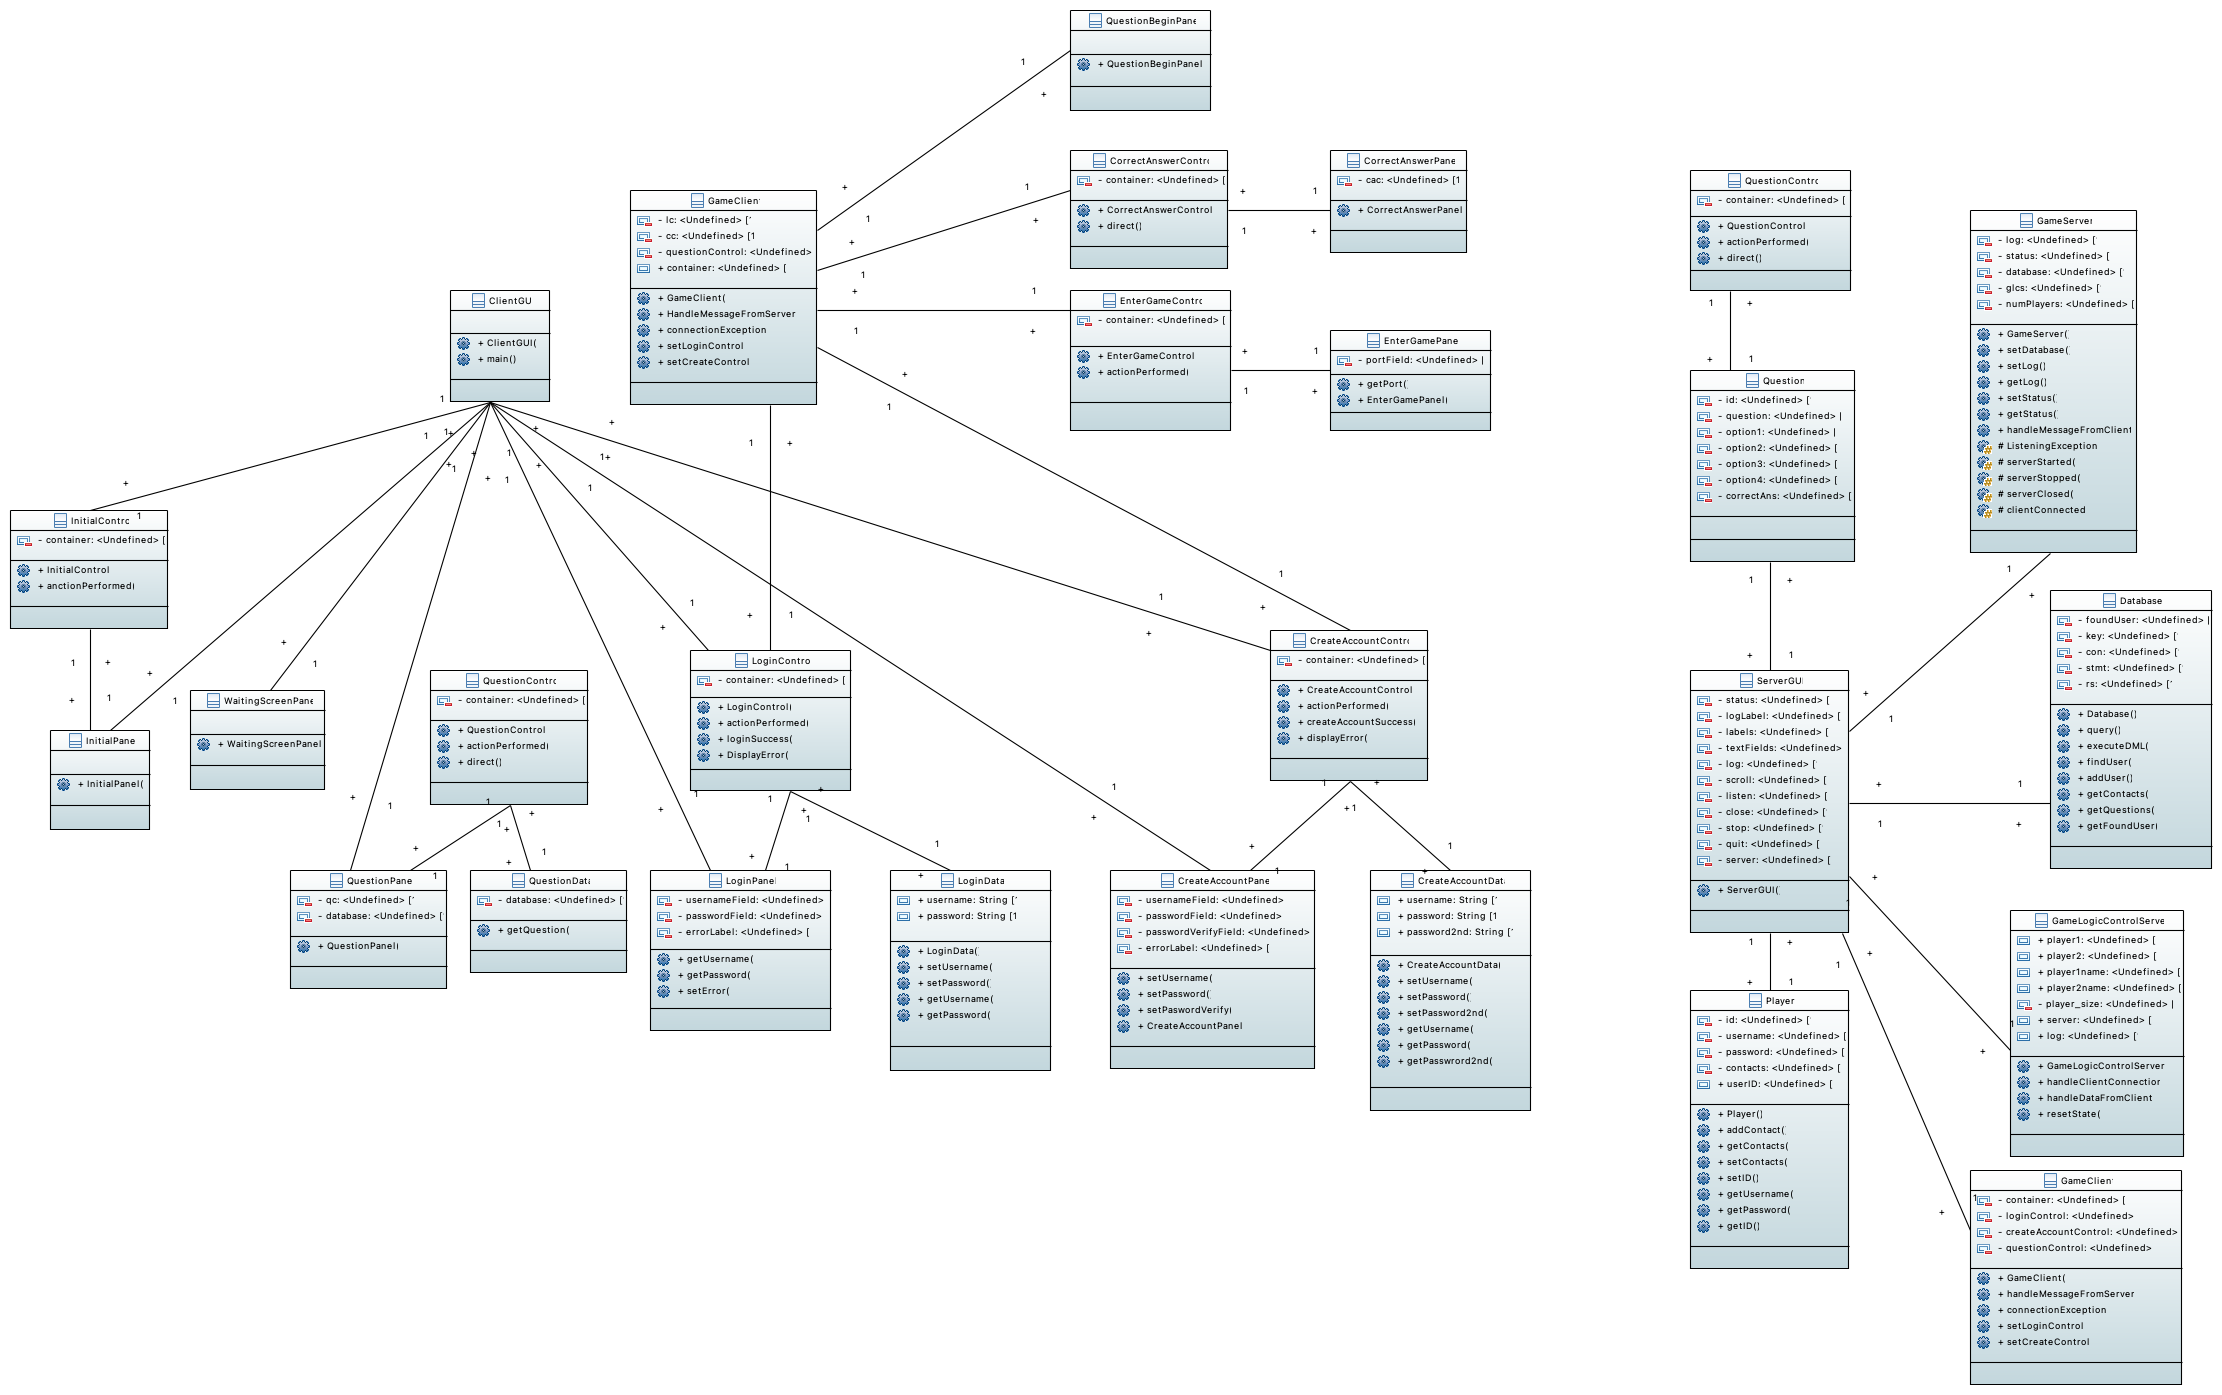 QuestionBeginPane
+ QuestionBeginPanel
CorrectAnswerContro
- container: <Undefined> [
+ CorrectAnswerControl
+ direct()
CorrectAnswerPane
- cac: <Undefined> [1
+ CorrectAnswerPanel
GameClient
- lc: <Undefined> [
- cc: <Undefined> [1
- questionControl: <Undefined>
+ container: <Undefined> [
+ GameClient(
+ HandleMessageFromServer
+ connectionException
+ setLoginControl
+ setCreateControl
EnterGameContro
- container: <Undefined> [
+ EnterGameControl
+ actionPerformed(
EnterGamePane
- portField: <Undefined> [
+ getPort(
+ EnterGamePanel(
ClientGU
+ ClientGUI(
+ main()
InitialContro
- container: <Undefined> [
+ InitialControl
+ anctionPerformed(
InitialPane
+ InitialPanel(
WaitingScreenPane
+ WaitingScreenPanel
QuestionContro
- container: <Undefined> [
+ QuestionControl
+ actionPerformed(
+ direct()
LoginContro
- container: <Undefined> [
+ LoginControl(
+ actionPerformed(
+ loginSuccess(
+ DisplayError(
CreateAccountContro
- container: <Undefined> [
+ CreateAccountControl
+ actionPerformed(
+ createAccountSuccess(
+ displayError(
QuestionPane
- qc: <Undefined> [
- database: <Undefined> [
+ QuestionPanel(
QuestionData
- database: <Undefined> [
+ getQuestion(
LoginPanel
- usernameField: <Undefined>
- passwordField: <Undefined>
- errorLabel: <Undefined> [
+ getUsername(
+ getPassword(
+ setError(
LoginData
+ username: String [
+ password: String [1
+ LoginData(
+ setUsername(
+ setPassword(
+ getUsername(
+ getPassword(
CreateAccountPane
- usernameField: <Undefined>
- passwordField: <Undefined>
- passwordVerifyField: <Undefined>
- errorLabel: <Undefined> [
+ setUsername(
+ setPassword(
+ setPaswordVerify(
+ CreateAccountPanel
CreateAccountData
+ username: String [
+ password: String [1
+ password2nd: String [
+ CreateAccountData(
+ setUsername(
+ setPassword(
+ setPassword2nd(
+ getUsername(
+ getPassword(
+ getPassword2nd(
QuestionContro
- container: <Undefined> [
+ QuestionControl
+ actionPerformed(
+ direct()
Question
- id: <Undefined> [
- question: <Undefined> [
- option1: <Undefined> [
- option2: <Undefined> [
- option3: <Undefined> [
- option4: <Undefined> [
- correctAns: <Undefined> [
GameServer
- log: <Undefined> [
- status: <Undefined> [
- database: <Undefined> [
- glcs: <Undefined> [
- numPlayers: <Undefined> [
+ GameServer(
+ setDatabase(
+ setLog()
+ getLog()
+ setStatus(
+ getStatus(
+ handleMessageFromClient
# ListeningException
# serverStarted(
# serverStopped(
# serverClosed(
# clientConnected
Database
- foundUser: <Undefined> [
- key: <Undefined> [
- con: <Undefined> [
- stmt: <Undefined> [
- rs: <Undefined> [
+ Database()
+ query()
+ executeDML(
+ findUser(
+ addUser()
+ getContacts(
+ getQuestions(
+ getFoundUser(
ServerGUI
- status: <Undefined> [
- logLabel: <Undefined> [
- labels: <Undefined> [
- textFields: <Undefined>
- log: <Undefined> [
- scroll: <Undefined> [
- listen: <Undefined> [
- close: <Undefined> [
- stop: <Undefined> [
- quit: <Undefined> [
- server: <Undefined> [
+ ServerGUI(
GameLogicControlServe
+ player1: <Undefined> [
+ player2: <Undefined> [
+ player1name: <Undefined> [
+ player2name: <Undefined> [
- player_size: <Undefined> [
+ server: <Undefined> [
+ log: <Undefined> [
+ GameLogicControlServer
+ handleClientConnection
+ handleDataFromClient
+ resetState(
Player
- id: <Undefined> [
- username: <Undefined> [
- password: <Undefined> [
- contacts: <Undefined> [
+ userID: <Undefined> [
+ Player()
+ addContact(
+ getContacts(
+ setContacts(
+ setID()
+ getUsername(
+ getPassword(
+ getID()
GameClient
- container: <Undefined> [
- loginControl: <Undefined>
- createAccountControl: <Undefined>
- questionControl: <Undefined>
+ GameClient(
+ handleMessageFromServer
+ connectionException
+ setLoginControl
+ setCreateControl